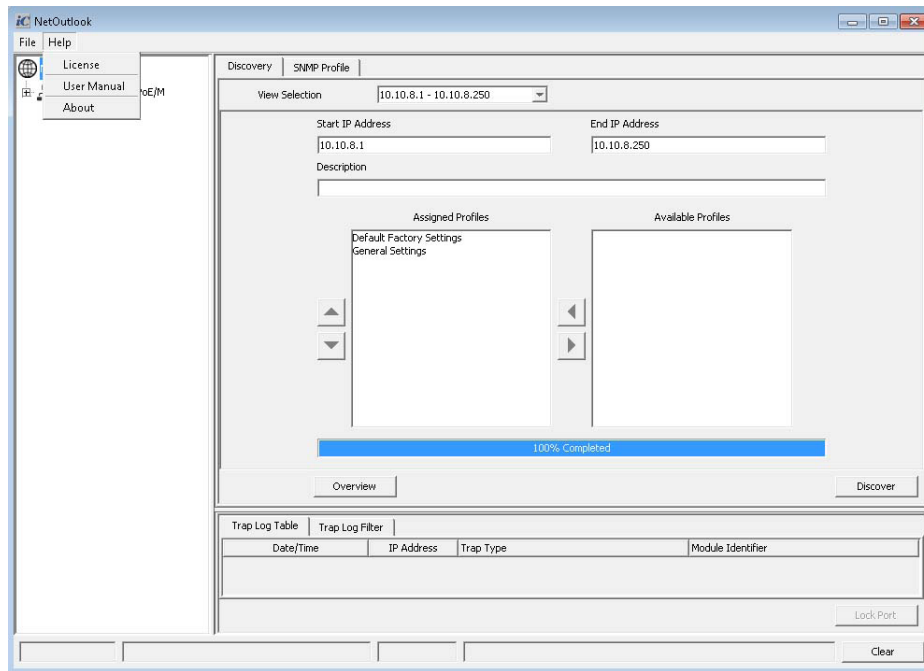 iC NetOutlook
File Help
License
User Manual
About
oE/M
Discovery SNMP Profile
View Selection 10.10.8.1 - 10.10.8.250
Start IP Address End IP Address
10.10.8.1 10.10.8.250
Description
Assigned Profiles Available Profiles
Default Factory Settings
General Settings
100% Completed
Overview Discover
Trap Log Table Trap Log Filter
Date/Time IP Address Trap Type Module Identifier
Lock Port
Clear